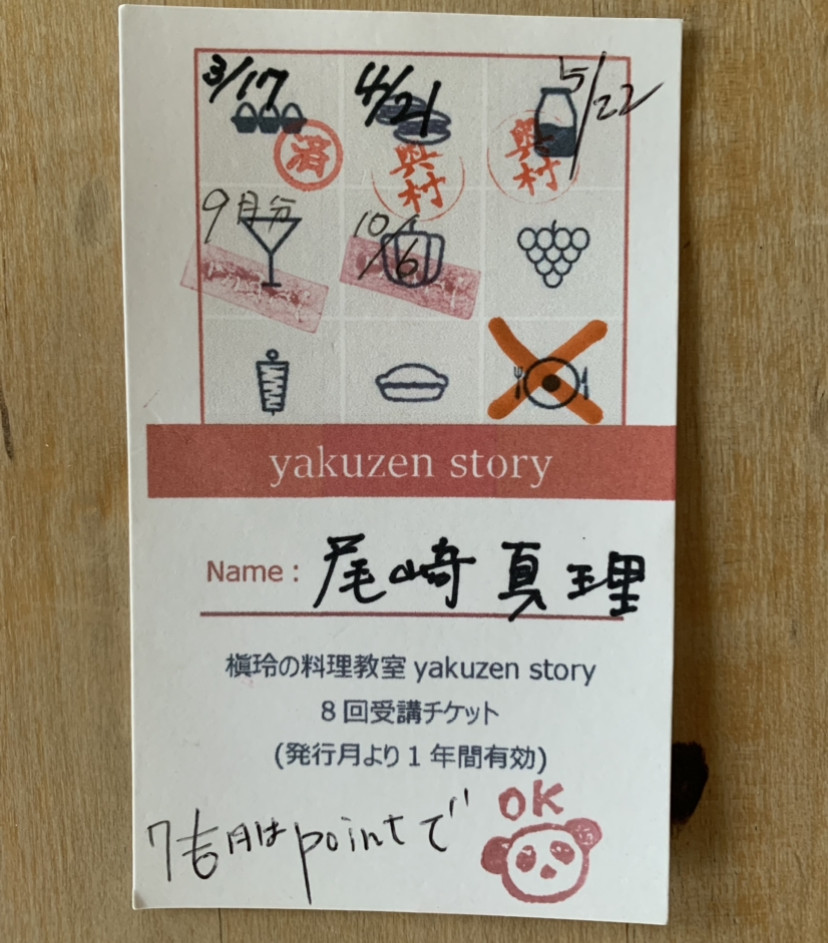 3/17 4/21 5/22
済 奥村 奥村
9月分 10/6
yakuzen story
Name : 尾崎 真理
槇玲の料理教室 yakuzen story
8回受講チケット
(発行月より1年間有効)
OK
月は pointで